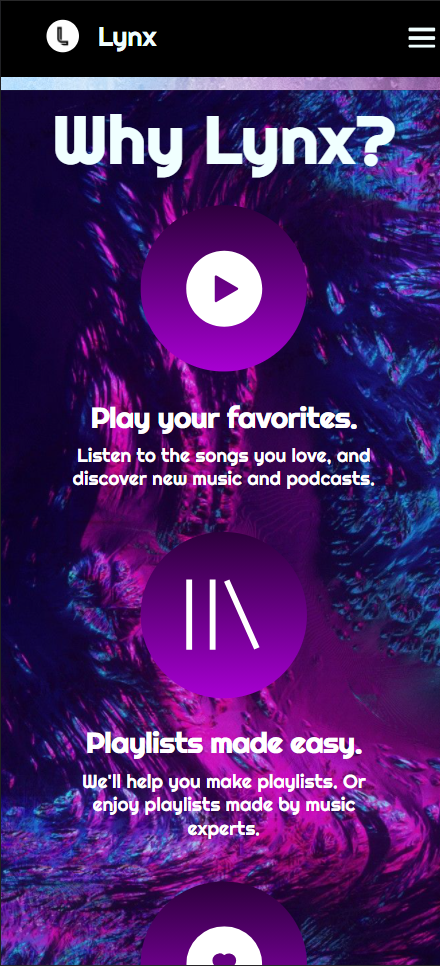 L Lynx
Why Lynx?
Play your favorites.
Listen to the songs you love, and
discover new music and podcasts.
Playlists made easy.
We'll help you make playlists. Or
enjoy playlists made by music
experts.